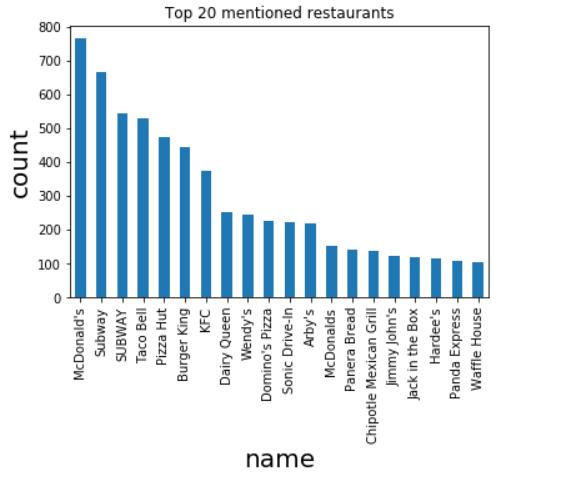 Top 20 mentioned restaurants
800
700
600
500
400
300
200
100
0
count
McDonald's
Subway
SUBWAY
Taco Bell
Pizza Hut
Burger King
KFC
Dairy Queen
Wendy's
Domino's Pizza
Sonic Drive-In
Arby's
McDonalds
Panera Bread
Chipotle Mexican Grill
Jimmy John's
Jack in the Box
Hardee's
Panda Express
Waffle House
name